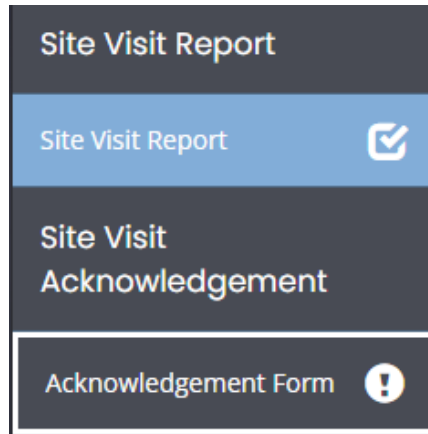 Site Visit Report
Site Visit Report
Site Visit
Acknowledgement
Acknowledgement Form